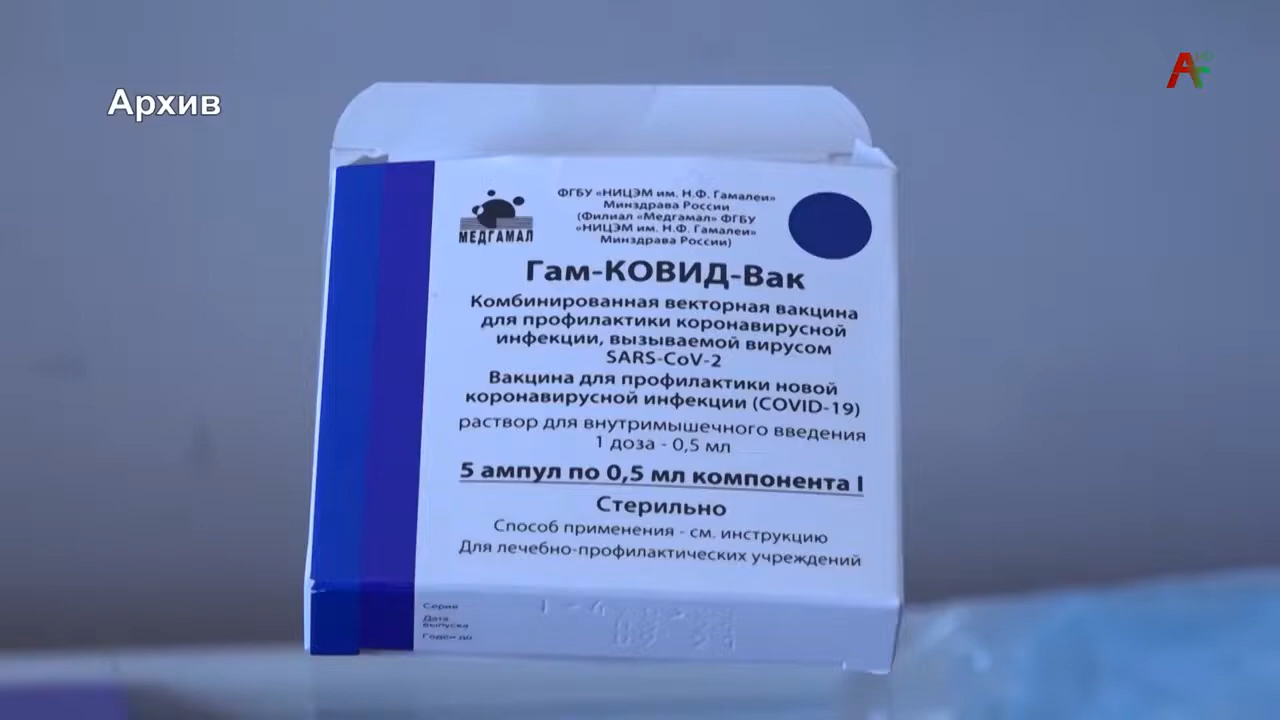 Архив
МЕДГАМАЛ
ФГБУ «НИЦЭМ им. Н.Ф. Гамалеи»
Минздрава России
(Филиал «Медгамал» ФГБУ
«НИЦЭМ им. Н.Ф. Гамалеи»
Минздрава России)
Гам-КОВИД-Вак
Комбинированная векторная вакцина
для профилактики коронавирусной
инфекции, вызываемой вирусом
SARS-CoV-2
Вакцина для профилактики новой
коронавирусной инфекции (COVID-19)
раствор для внутримышечного введения
1 доза - 0,5 мл
5 ампул по 0,5 мл компонента I
Стерильно
Способ применения - см. инструкцию
Для лечебно-профилактических учреждений
Серия
Дата
выпуска
Годен до